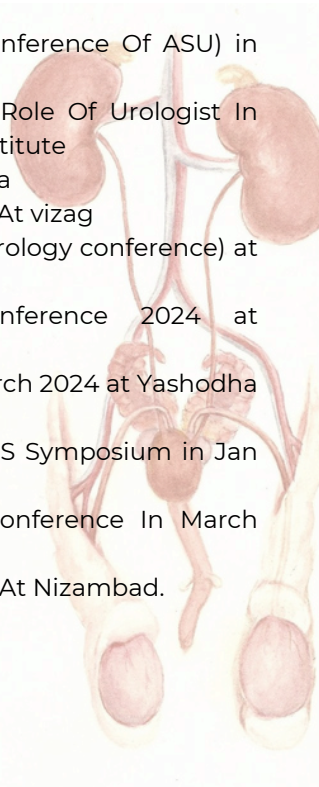 nference Of ASU) in
Role Of Urologist In
titute
a
At vizag
rology conference) at
nference 2024 at
rch 2024 at Yashodha
S Symposium in Jan
onference In March
At Nizambad.